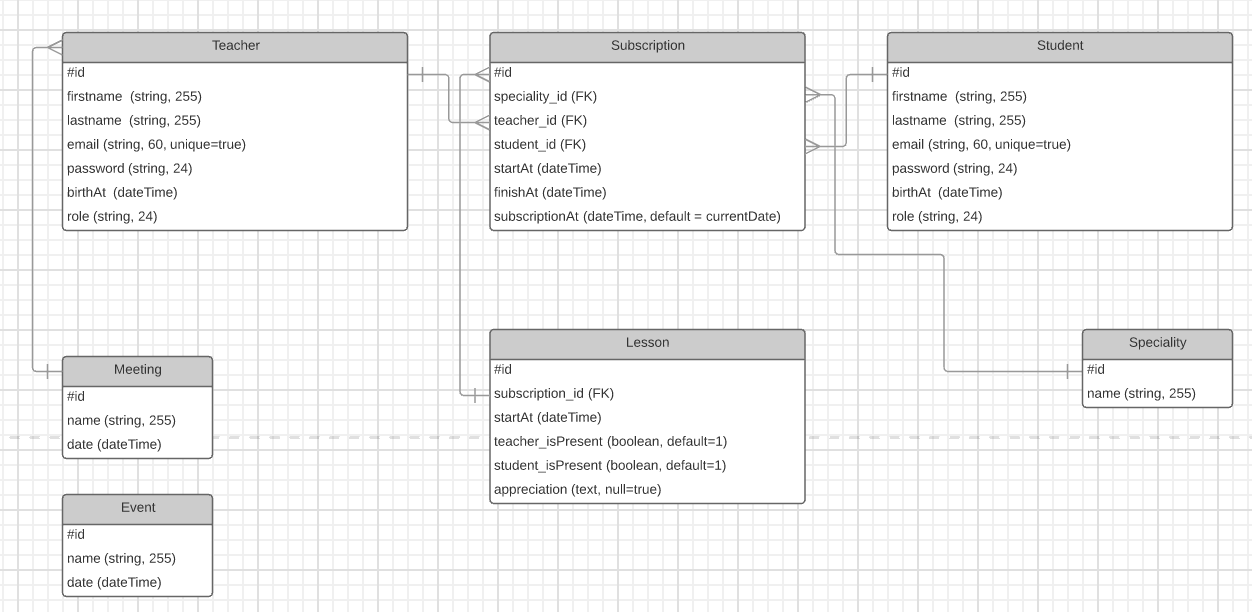 Teacher
#id
firstname  (string, 255)
lastname  (string, 255)
email (string, 60, unique=true)
password (string, 24)
birthAt  (dateTime)
role (string, 24)
Subscription
#id
speciality_id (FK)
teacher_id (FK)
student_id (FK)
startAt (dateTime)
finishAt (dateTime)
subscriptionAt (dateTime, default = currentDate)
Student
#id
firstname  (string, 255)
lastname  (string, 255)
email (string, 60, unique=true)
password (string, 24)
birthAt  (dateTime)
role (string, 24)
Meeting
#id
name (string, 255)
date (dateTime)
Lesson
#id
subscription_id (FK)
startAt (dateTime)
teacher_isPresent (boolean, default=1)
student_isPresent (boolean, default=1)
appreciation (text, null=true)
Speciality
#id
name (string, 255)
Event
#id
name (string, 255)
date (dateTime)